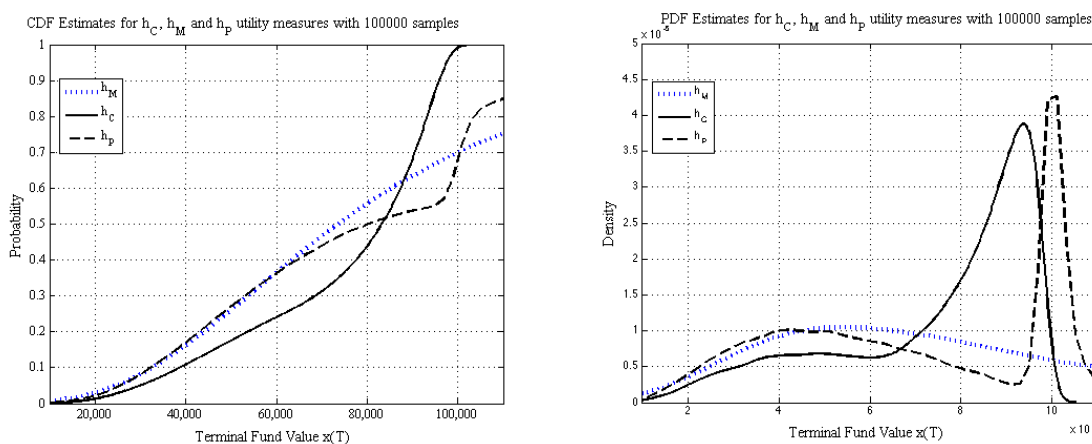 CDF Estimates for h_C, h_M and h_P utility measures with 100000 samples
1
0.9
0.8
0.7
0.6
0.5
0.4
0.3
0.2
0.1
0
Probability
h_M
h_C
h_P
20,000 40,000 60,000 80,000 100,000
Terminal Fund Value x(T)
PDF Estimates for h_C, h_M and h_P utility measures with 100000 samples
× 10^-5
5
4.5
4
3.5
3
2.5
2
1.5
1
0.5
0
Density
h_M
h_C
h_P
2 4 6 8 10
× 10
Terminal Fund Value x(T)